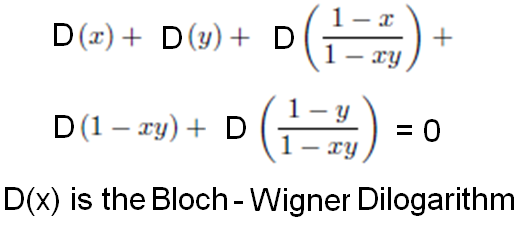 D(x) + D(y) + D((1 − x)/(1 − xy)) +
D(1 − xy) + D((1 − y)/(1 − xy)) = 0
D(x) is the Bloch - Wigner Dilogarithm